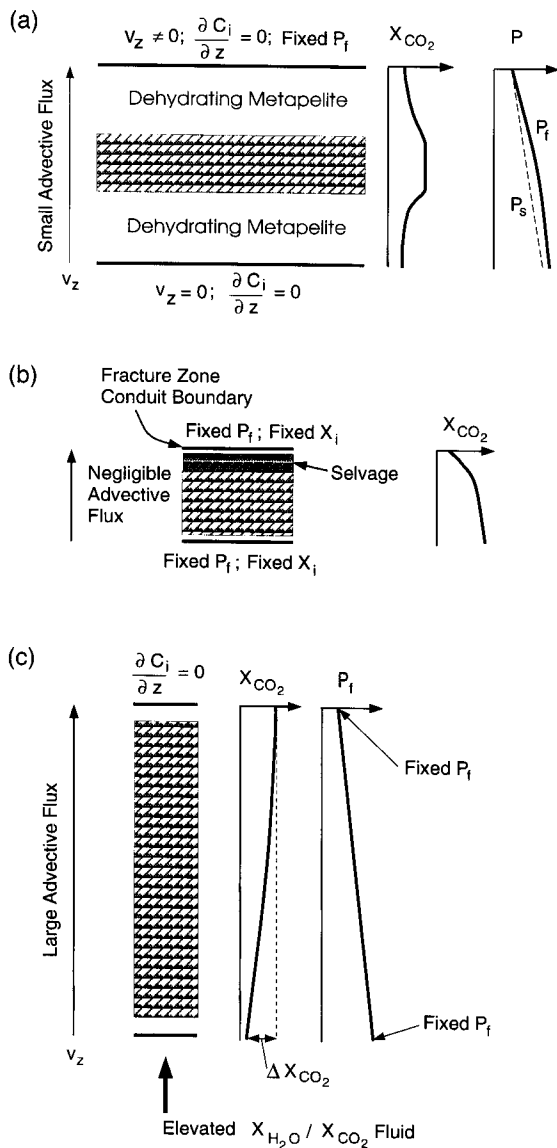 (a)
v_z ≠ 0; ∂C_i/∂z = 0; Fixed P_f
X_CO2
P
Small Advective Flux
v_z
Dehydrating Metapelite
Dehydrating Metapelite
P_f
P_s
v_z = 0; ∂C_i/∂z = 0
(b)
Fracture Zone
Conduit Boundary
Fixed P_f ; Fixed X_i
X_CO2
Selvage
Negligible
Advective
Flux
Fixed P_f ; Fixed X_i
(c)
∂C_i/∂z = 0
X_CO2
P_f
Large Advective Flux
v_z
Fixed P_f
Fixed P_f
Δ X_CO2
Elevated X_H2O / X_CO2 Fluid